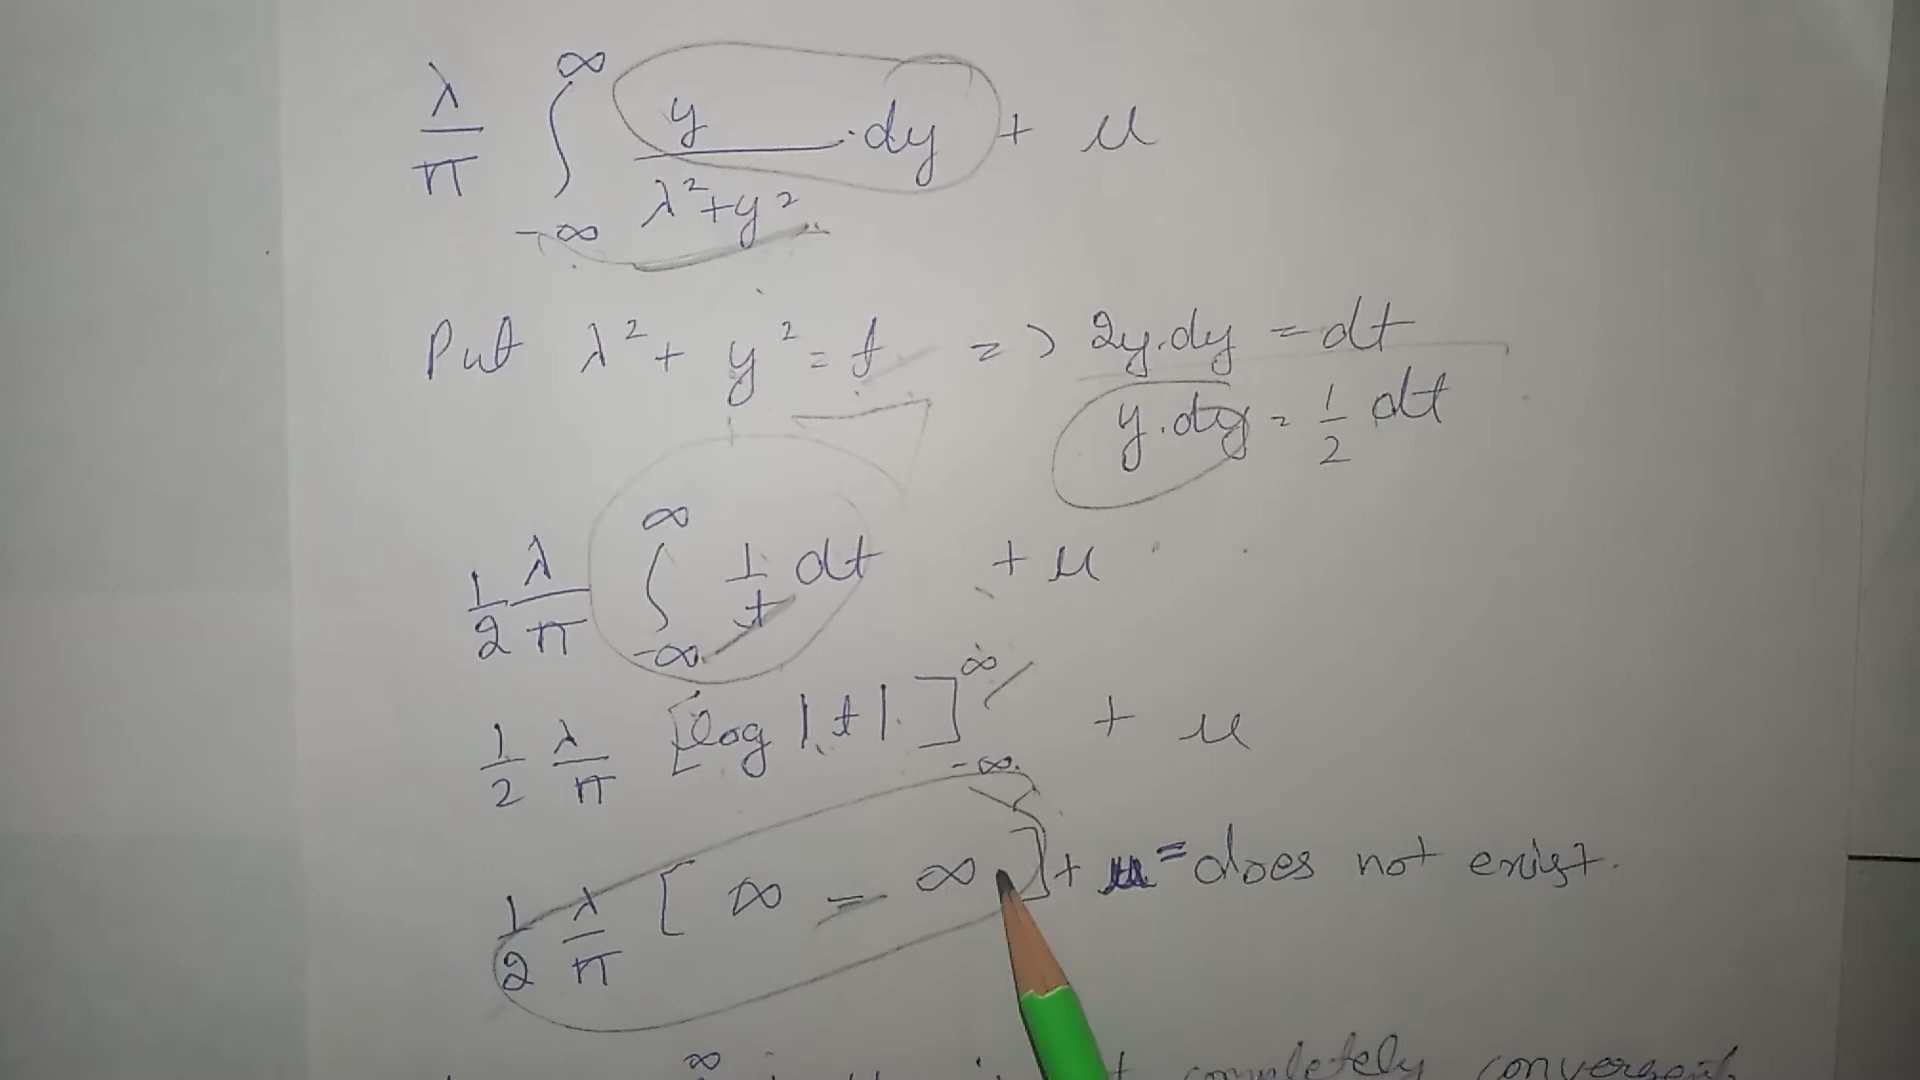 λ/π ∫_{-∞}^{∞} y/(λ²+y²) · dy + μ
Put λ² + y² = t => 2y.dy = dt
y.dy = 1/2 dt
1/2 λ/π ∫_{-∞}^{∞} 1/t dt + μ
1/2 λ/π [log |t|]_{-∞}^{∞} + μ
1/2 λ/π [∞ - ∞] + μ = does not exist.
∞ completely convergent